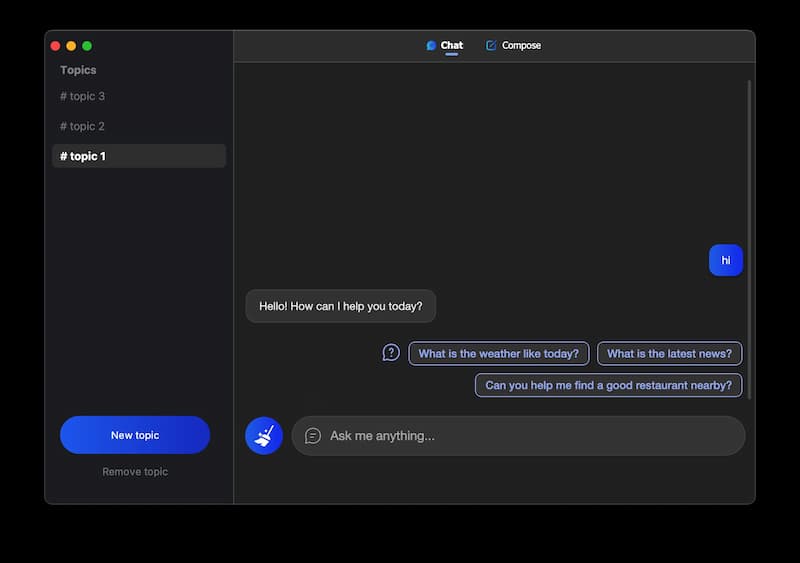 Chat
Compose
Topics
# topic 3
# topic 2
# topic 1
hi
Hello! How can I help you today?
What is the weather like today?
What is the latest news?
Can you help me find a good restaurant nearby?
New topic
Ask me anything...
Remove topic